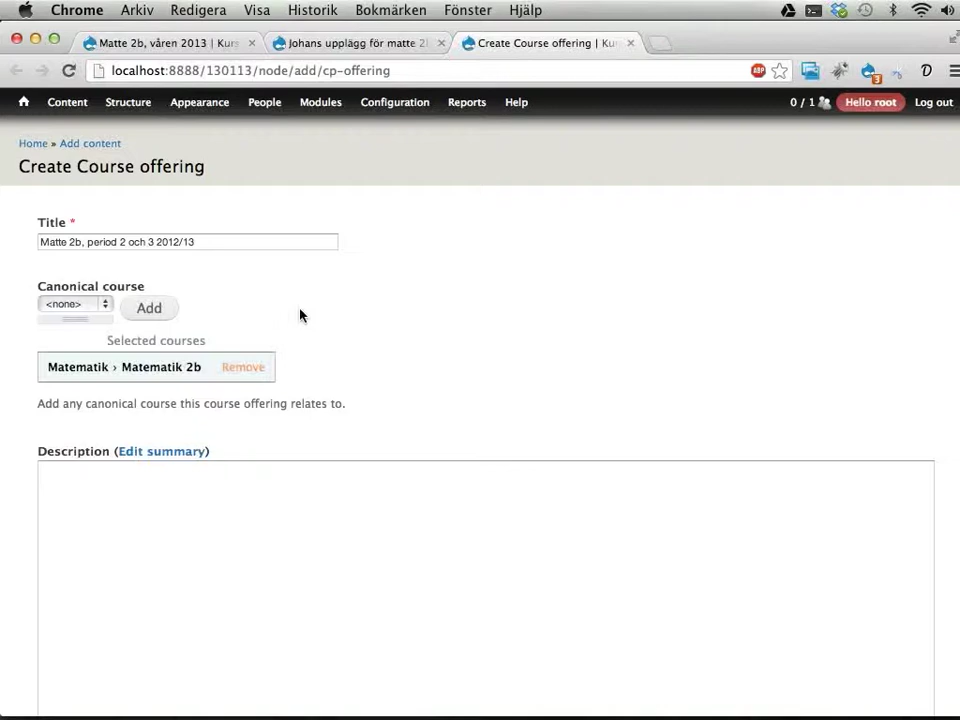 Chrome Arkiv Redigera Visa Historik Bokmärken Fönster Hjälp
Matte 2b, våren 2013 | Kurs
Johans upplägg för matte 2b
Create Course offering | Ku
localhost:8888/130113/node/add/cp-offering
ABP
3
Content Structure Appearance People Modules Configuration Reports Help 0 / 1 Hello root Log out
Home » Add content
Create Course offering
Title *
Matte 2b, period 2 och 3 2012/13
Canonical course
<none> Add
Selected courses
Matematik › Matematik 2b Remove
Add any canonical course this course offering relates to.
Description (Edit summary)